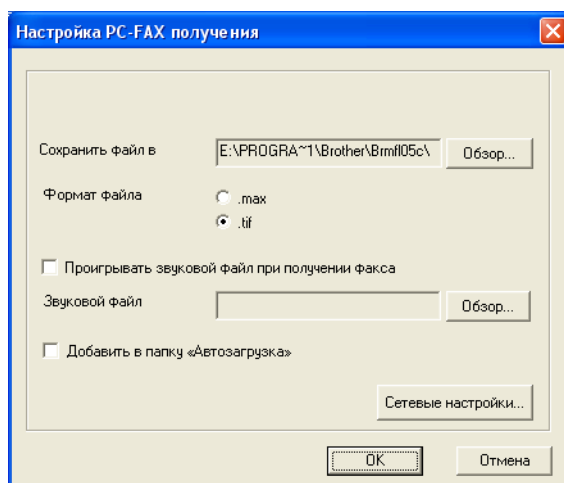 Настройка PC-FAX получения
Сохранить файл в E:\PROGRA~1\Brother\Brmfl05c\ Обзор...
Формат файла .max
.tif
Проигрывать звуковой файл при получении факса
Звуковой файл Обзор...
Добавить в папку «Автозагрузка»
Сетевые настройки...
OK Отмена